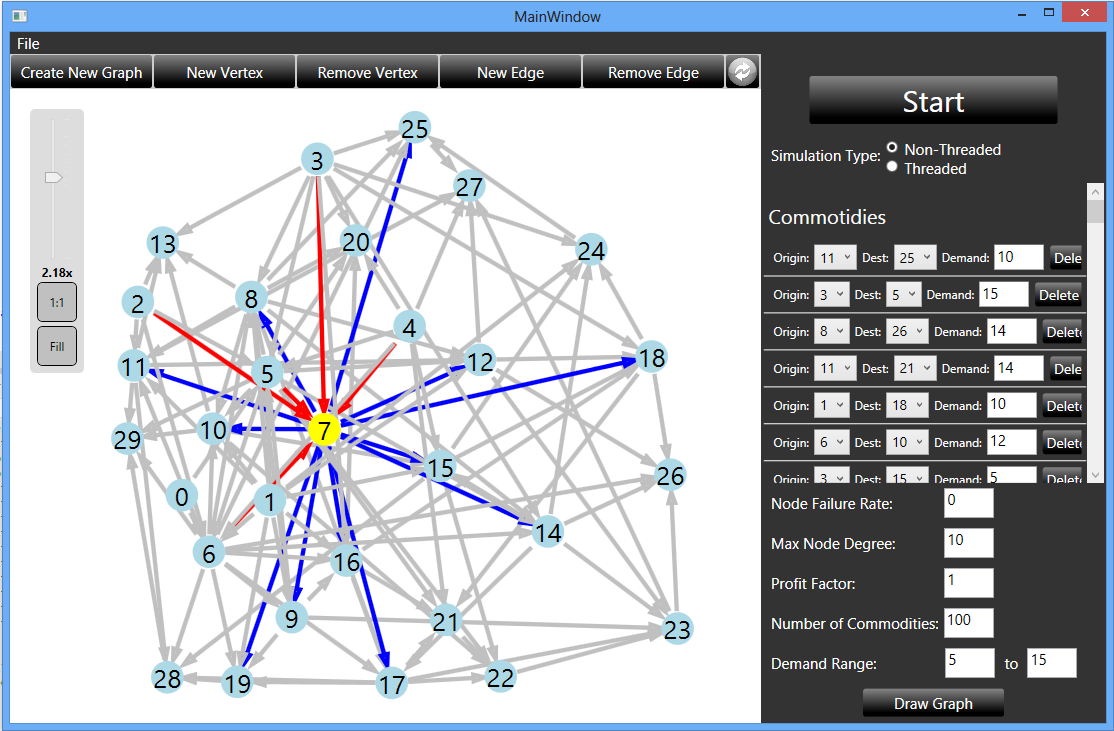 MainWindow
File
Create New Graph New Vertex Remove Vertex New Edge Remove Edge
2.18x
1:1
Fill
25
3
27
13
20
24
2
8
4
11
5
12
18
10
7
29
15
26
0
1
14
6
16
9
21
23
28
19
17
22
Start
Simulation Type: Non-Threaded
Threaded
Commotidies
Origin: 11 Dest: 25 Demand: 10 Dele
Origin: 3 Dest: 5 Demand: 15 Delete
Origin: 8 Dest: 26 Demand: 14 Delete
Origin: 11 Dest: 21 Demand: 14 Dele
Origin: 1 Dest: 18 Demand: 10 Delete
Origin: 6 Dest: 10 Demand: 12 Delete
Origin: 3 Dest: 15 Demand: 5 Delete
Node Failure Rate: 0
Max Node Degree: 10
Profit Factor: 1
Number of Commodities: 100
Demand Range: 5 to 15
Draw Graph